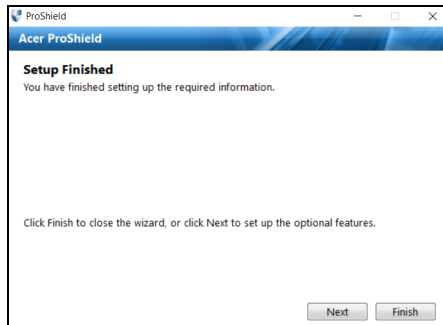 ProShield
Acer ProShield
Setup Finished
You have finished setting up the required information.
Click Finish to close the wizard, or click Next to set up the optional features.
Next Finish